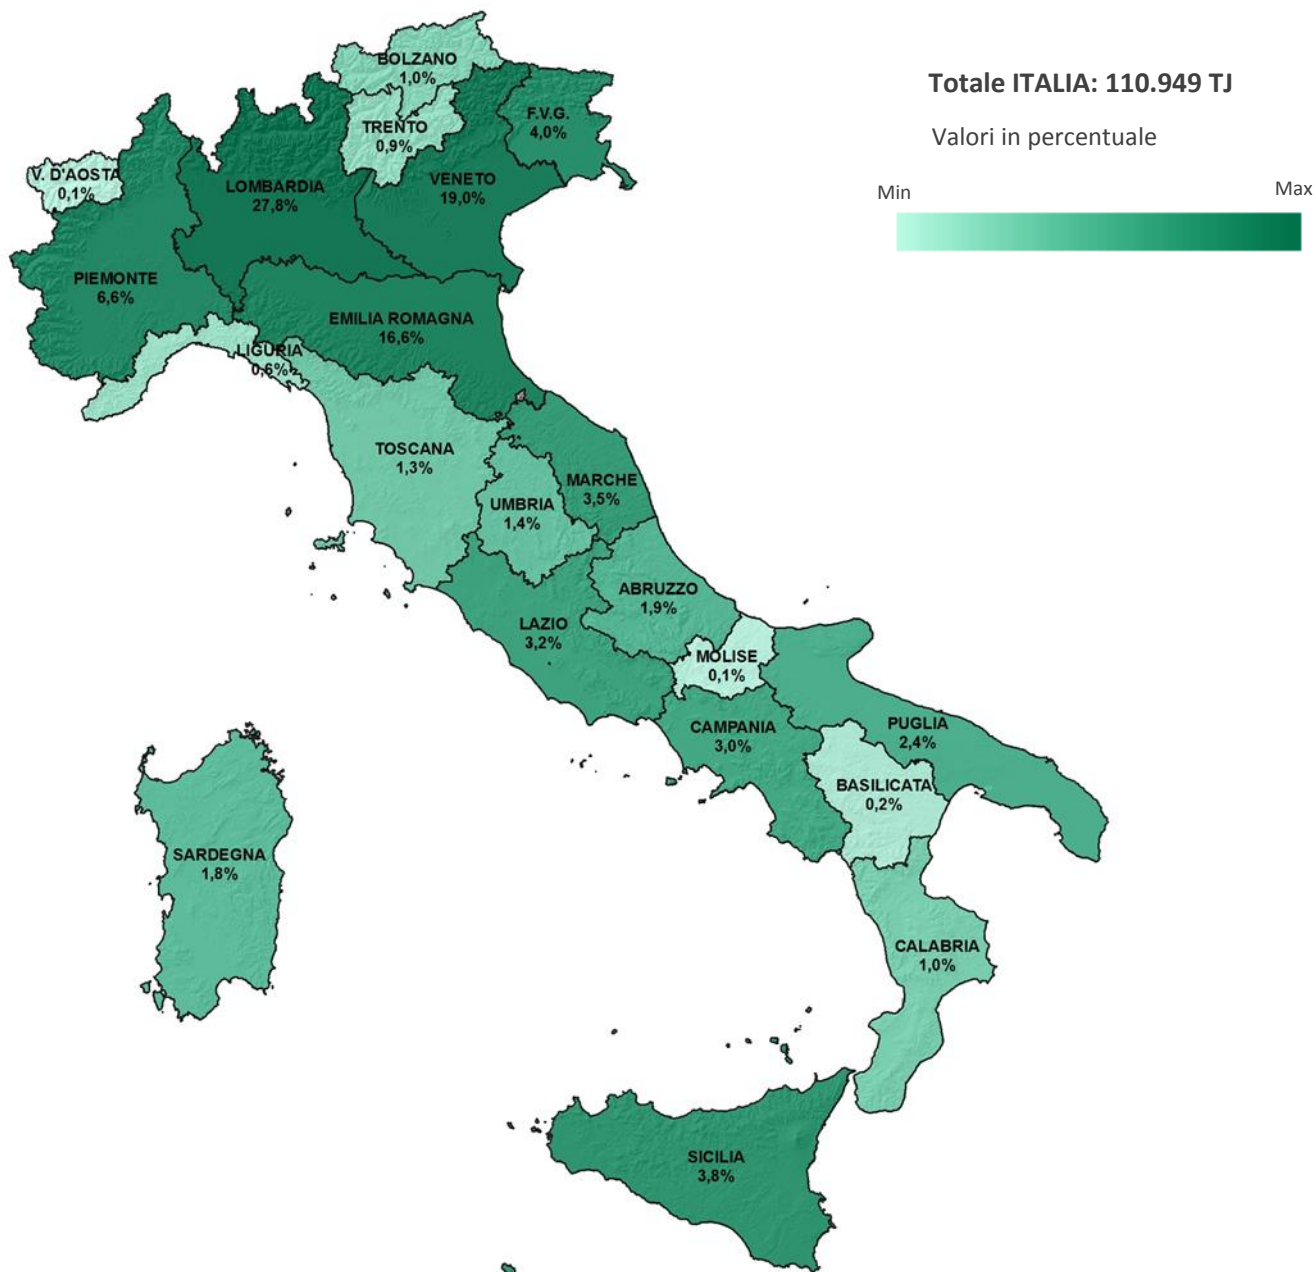 Totale ITALIA: 110.949 TJ
Valori in percentuale
Min
Max
BOLZANO
1,0%
TRENTO
0,9%
F.V.G.
4,0%
V. D'AOSTA
0,1%
LOMBARDIA
27,8%
VENETO
19,0%
PIEMONTE
6,6%
EMILIA ROMAGNA
16,6%
LIGURIA
0,6%
TOSCANA
1,3%
UMBRIA
1,4%
MARCHE
3,5%
ABRUZZO
1,9%
LAZIO
3,2%
MOLISE
0,1%
CAMPANIA
3,0%
PUGLIA
2,4%
BASILICATA
0,2%
SARDEGNA
1,8%
CALABRIA
1,0%
SICILIA
3,8%